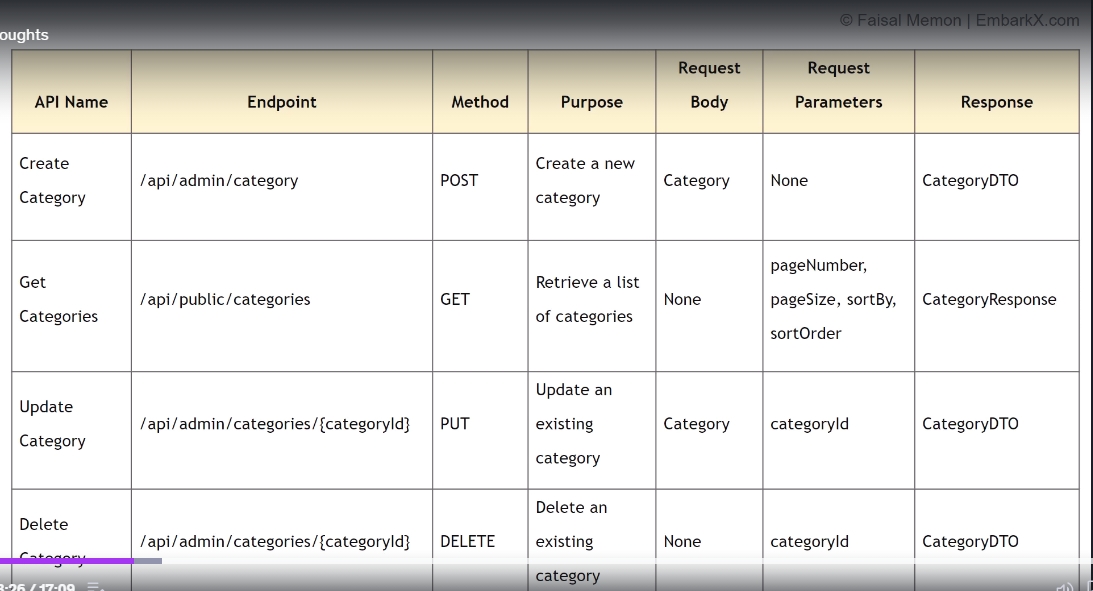 © Faisal Memon | EmbarkX.com
oughts
API Name
Endpoint
Method
Purpose
Request
Body
Request
Parameters
Response
Create
Category
/api/admin/category
POST
Create a new
category
Category
None
CategoryDTO
Get
Categories
/api/public/categories
GET
Retrieve a list
of categories
None
pageNumber,
pageSize, sortBy,
sortOrder
CategoryResponse
Update
Category
/api/admin/categories/{categoryId}
PUT
Update an
existing
category
Category
categoryId
CategoryDTO
Delete
Category
/api/admin/categories/{categoryId}
DELETE
Delete an
existing
category
None
categoryId
CategoryDTO
:26 / 17:09